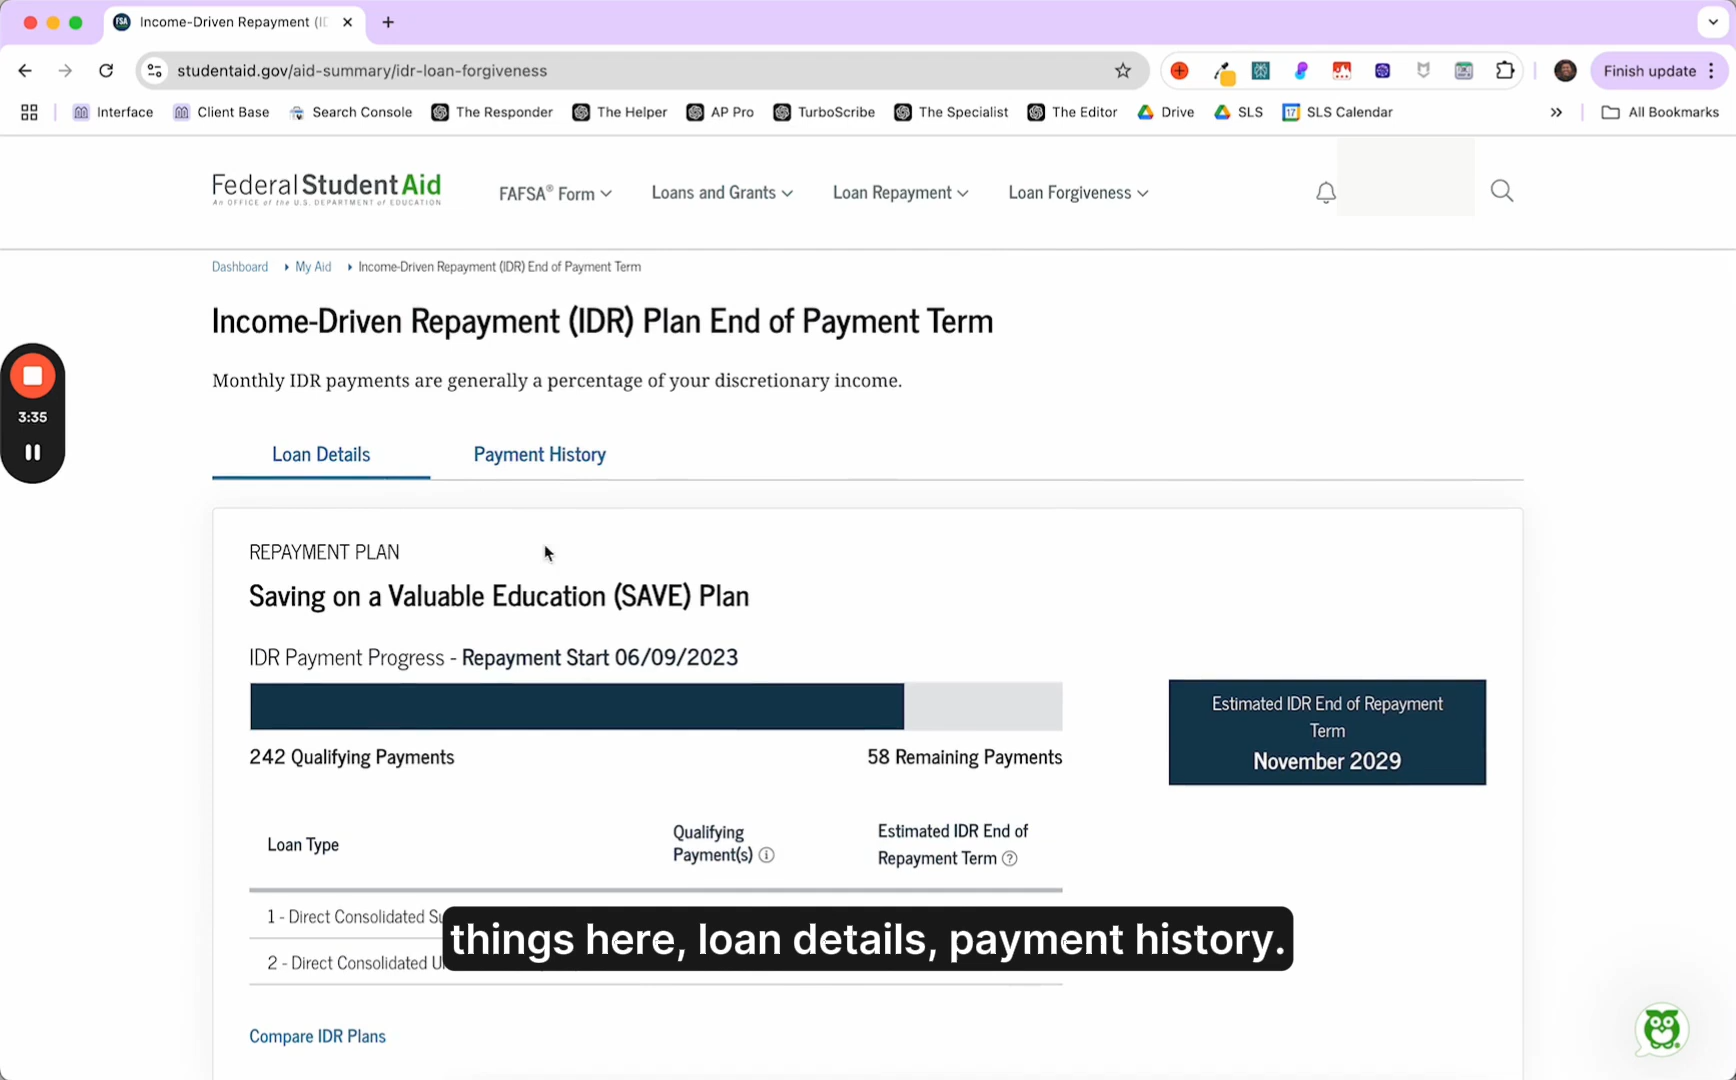 Income-Driven Repayment (I
studentaid.gov/aid-summary/idr-loan-forgiveness
Finish update
Interface
Client Base
Search Console
The Responder
The Helper
AP Pro
TurboScribe
The Specialist
The Editor
Drive
SLS
SLS Calendar
All Bookmarks
Federal StudentAid
An OFFICE of the U.S. DEPARTMENT of EDUCATION
FAFSA® Form
Loans and Grants
Loan Repayment
Loan Forgiveness
Dashboard
My Aid
Income-Driven Repayment (IDR) End of Payment Term
Income-Driven Repayment (IDR) Plan End of Payment Term
Monthly IDR payments are generally a percentage of your discretionary income.
3:35
Loan Details
Payment History
REPAYMENT PLAN
Saving on a Valuable Education (SAVE) Plan
IDR Payment Progress - Repayment Start 06/09/2023
242 Qualifying Payments
58 Remaining Payments
Estimated IDR End of Repayment
Term
November 2029
Loan Type
Qualifying
Payment(s)
Estimated IDR End of
Repayment Term
1 - Direct Consolidated Su
things here, loan details, payment history.
2 - Direct Consolidated U
Compare IDR Plans